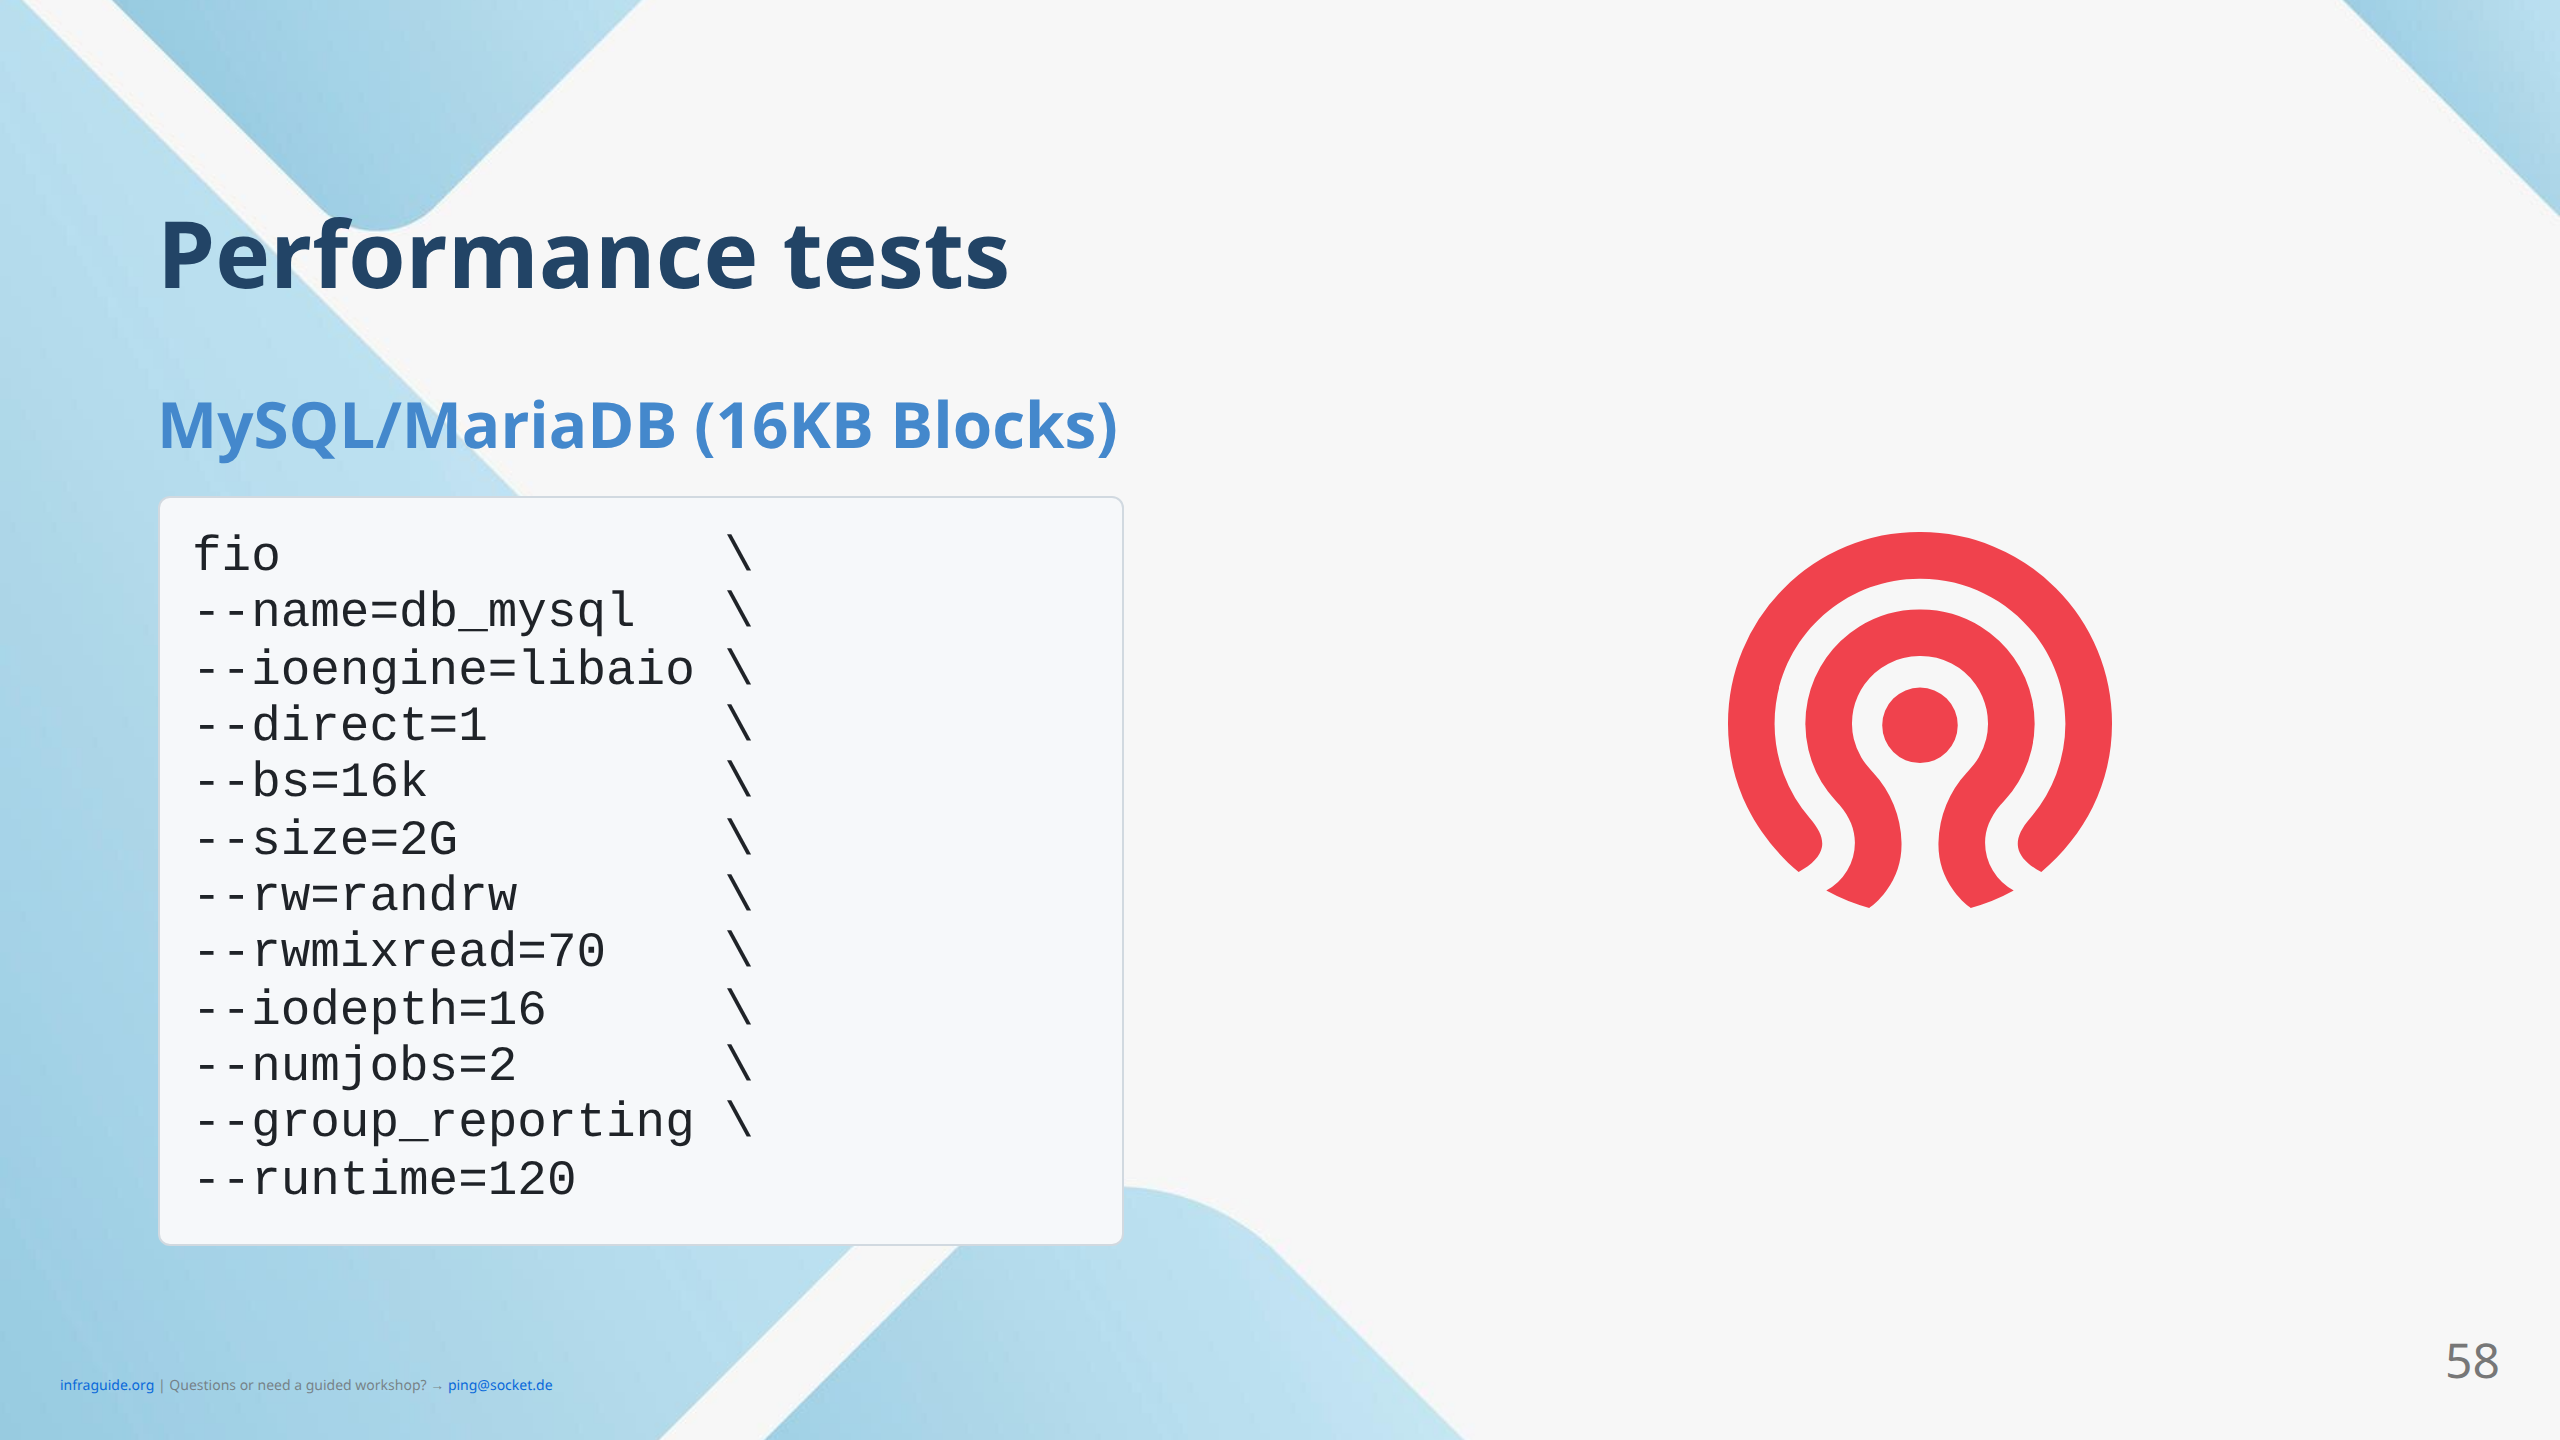 Performance tests
MySQL/MariaDB (16KB Blocks)
fio               \
--name=db_mysql   \
--ioengine=libaio \
--direct=1        \
--bs=16k          \
--size=2G         \
--rw=randrw       \
--rwmixread=70    \
--iodepth=16      \
--numjobs=2       \
--group_reporting \
--runtime=120
infraguide.org | Questions or need a guided workshop? → ping@socket.de
58